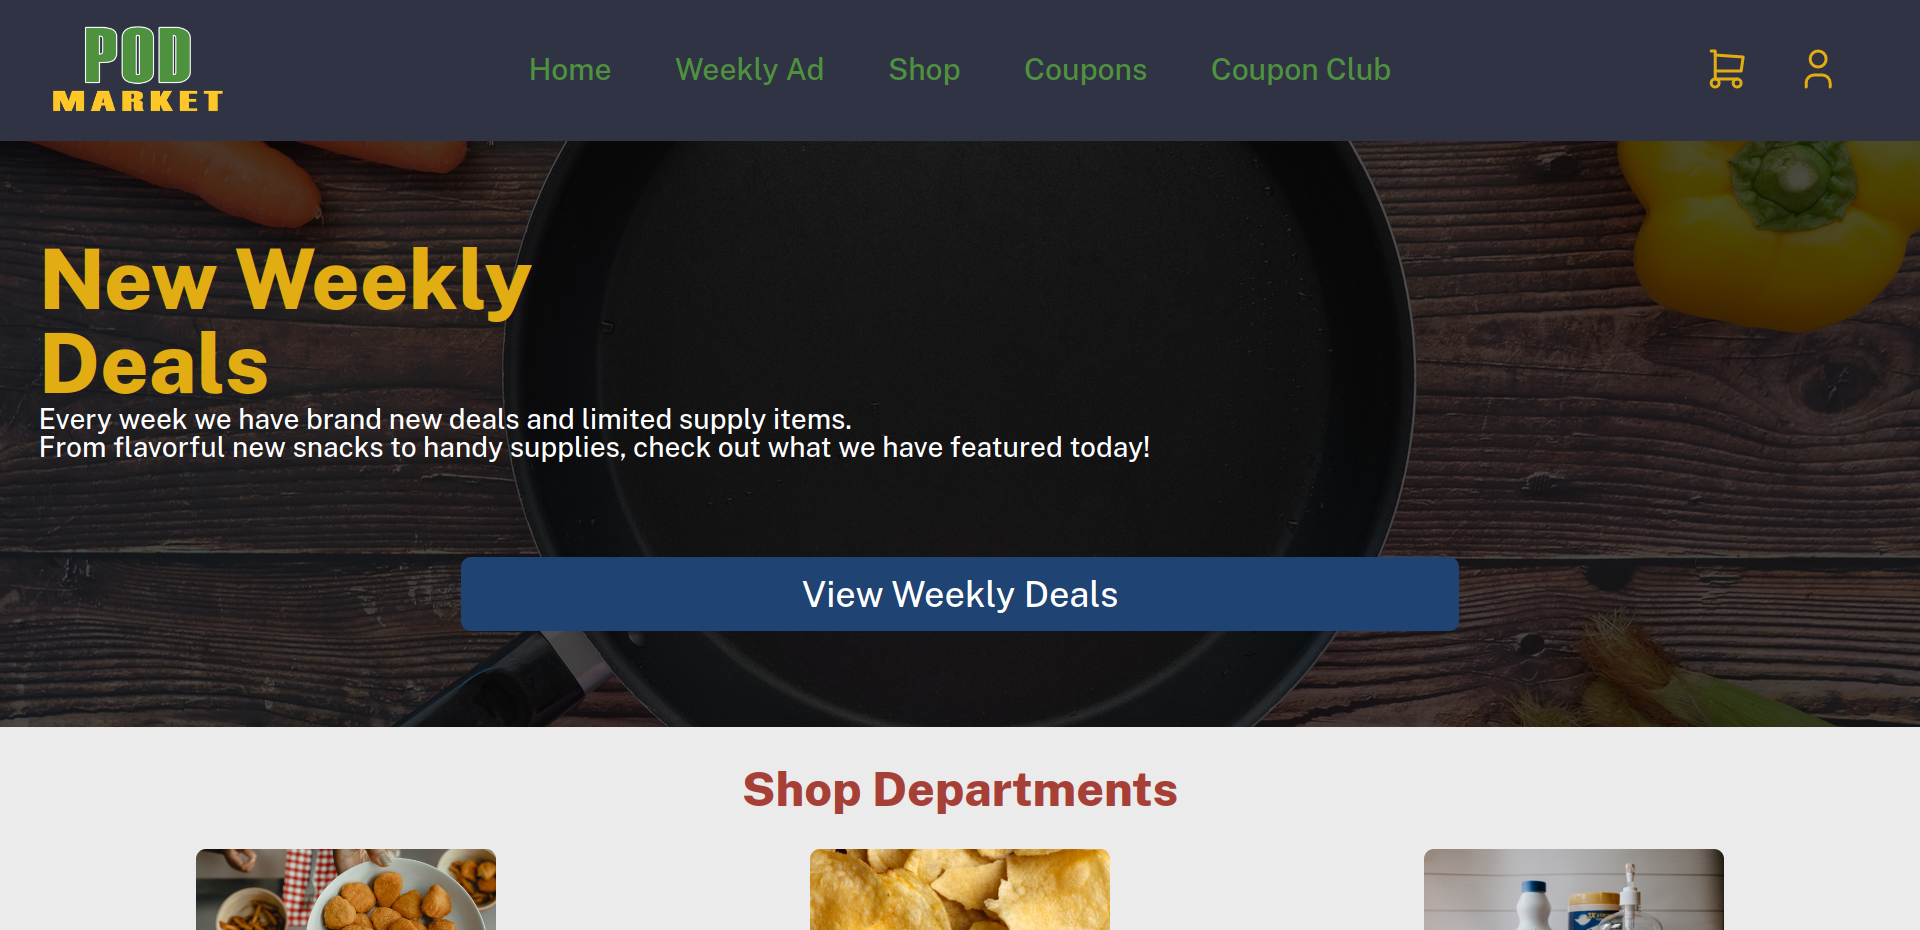 POD
MARKET
Home
Weekly Ad
Shop
Coupons
Coupon Club
New Weekly
Deals
Every week we have brand new deals and limited supply items.
From flavorful new snacks to handy supplies, check out what we have featured today!
View Weekly Deals
Shop Departments